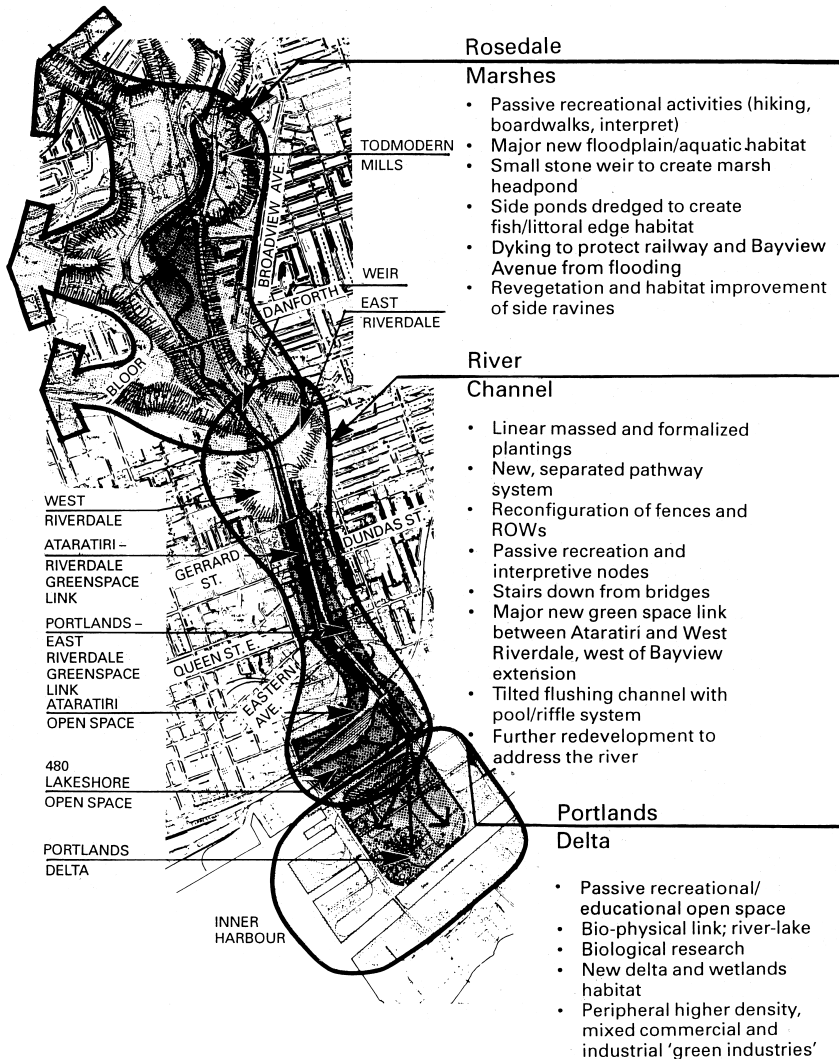 Rosedale
Marshes
• Passive recreational activities (hiking,
boardwalks, interpret)
• Major new floodplain/aquatic habitat
• Small stone weir to create marsh
headpond
• Side ponds dredged to create
fish/littoral edge habitat
• Dyking to protect railway and Bayview
Avenue from flooding
• Revegetation and habitat improvement
of side ravines
TODMODERN
MILLS
BROADVIEW AVE.
WEIR
DANFORTH
EAST
RIVERDALE
BLOOR
River
Channel
• Linear massed and formalized
plantings
• New, separated pathway
system
• Reconfiguration of fences and
ROWs
• Passive recreation and
interpretive nodes
• Stairs down from bridges
• Major new green space link
between Ataratiri and West
Riverdale, west of Bayview
extension
• Tilted flushing channel with
pool/riffle system
• Further redevelopment to
address the river
WEST
RIVERDALE
ATARATIRI –
RIVERDALE
GREENSPACE
LINK
GERRARD
ST.
DUNDAS ST.
PORTLANDS –
EAST
RIVERDALE
GREENSPACE
LINK
QUEEN ST. E.
EASTERN
AVE.
ATARATIRI
OPEN SPACE
480
LAKESHORE
OPEN SPACE
PORTLANDS
DELTA
INNER
HARBOUR
Portlands
Delta
• Passive recreational/
educational open space
• Bio-physical link; river-lake
• Biological research
• New delta and wetlands
habitat
• Peripheral higher density,
mixed commercial and
industrial 'green industries'